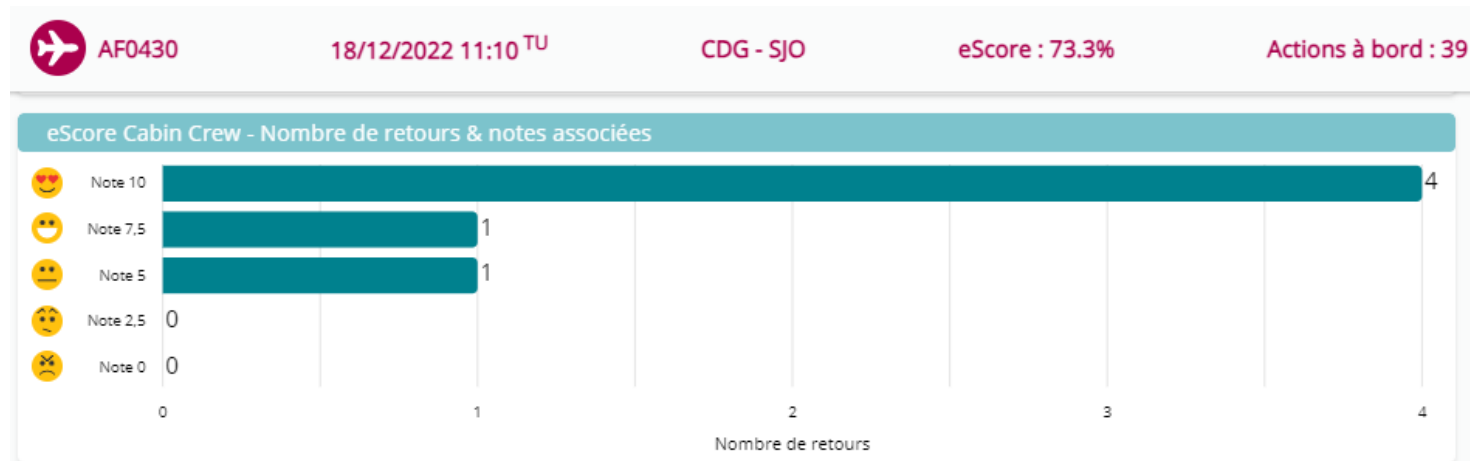 AF0430 18/12/2022 11:10 TU CDG - SJO eScore : 73.3% Actions à bord : 39
eScore Cabin Crew - Nombre de retours & notes associées
Note 10 4
Note 7,5 1
Note 5 1
Note 2,5 0
Note 0 0
0 1 2 3 4
Nombre de retours